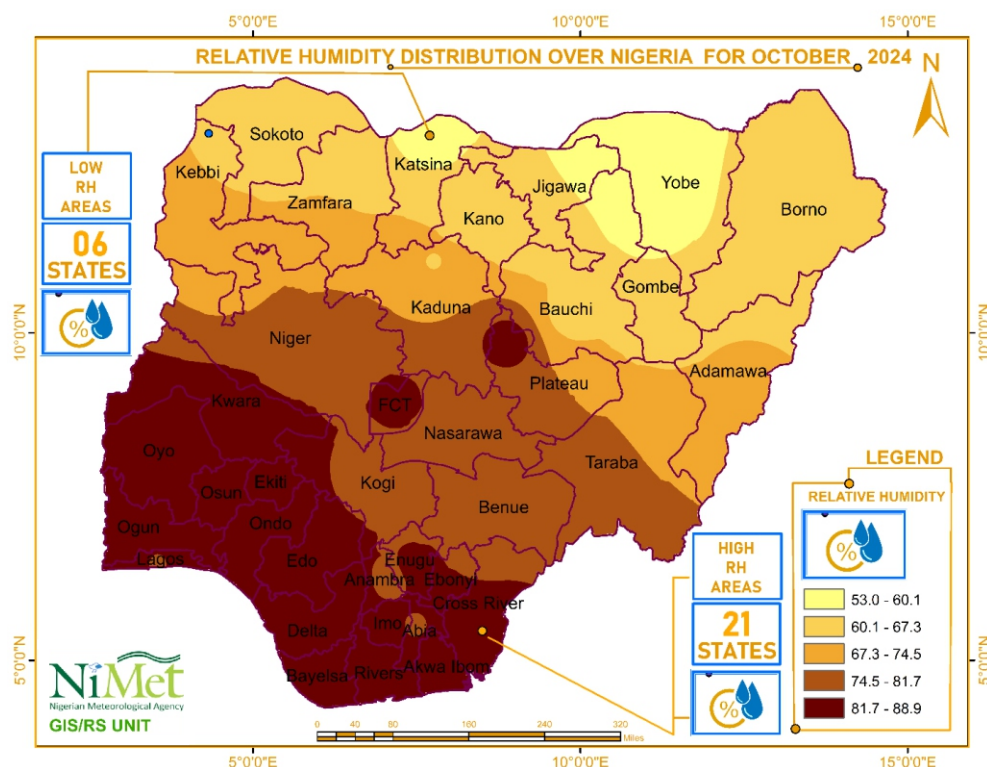 5°0'0"E
10°0'0"E
15°0'0"E
RELATIVE HUMIDITY DISTRIBUTION OVER NIGERIA FOR OCTOBER 2024
N
LOW
RH
AREAS
06
STATES
%
Sokoto
Kebbi
Katsina
Zamfara
Jigawa
Yobe
Kano
Borno
Gombe
Kaduna
Bauchi
10°0'0"N
10°0'0"N
Niger
Plateau
Adamawa
Kwara
FCT
Nasarawa
Oyo
Taraba
Osun
Ekiti
Kogi
Benue
Ogun
Ondo
Lagos
Edo
Enugu
Anambra
Ebonyi
Cross River
Delta
Imo
Abia
Bayelsa
Rivers
Akwa Ibom
HIGH
RH
AREAS
21
STATES
%
LEGEND
RELATIVE HUMIDITY
%
53.0 - 60.1
60.1 - 67.3
67.3 - 74.5
74.5 - 81.7
81.7 - 88.9
5°0'0"N
5°0'0"N
NiMet
Nigerian Meteorological Agency
GIS/RS UNIT
0 40 80 160 240 320
Miles
5°0'0"E
10°0'0"E
15°0'0"E